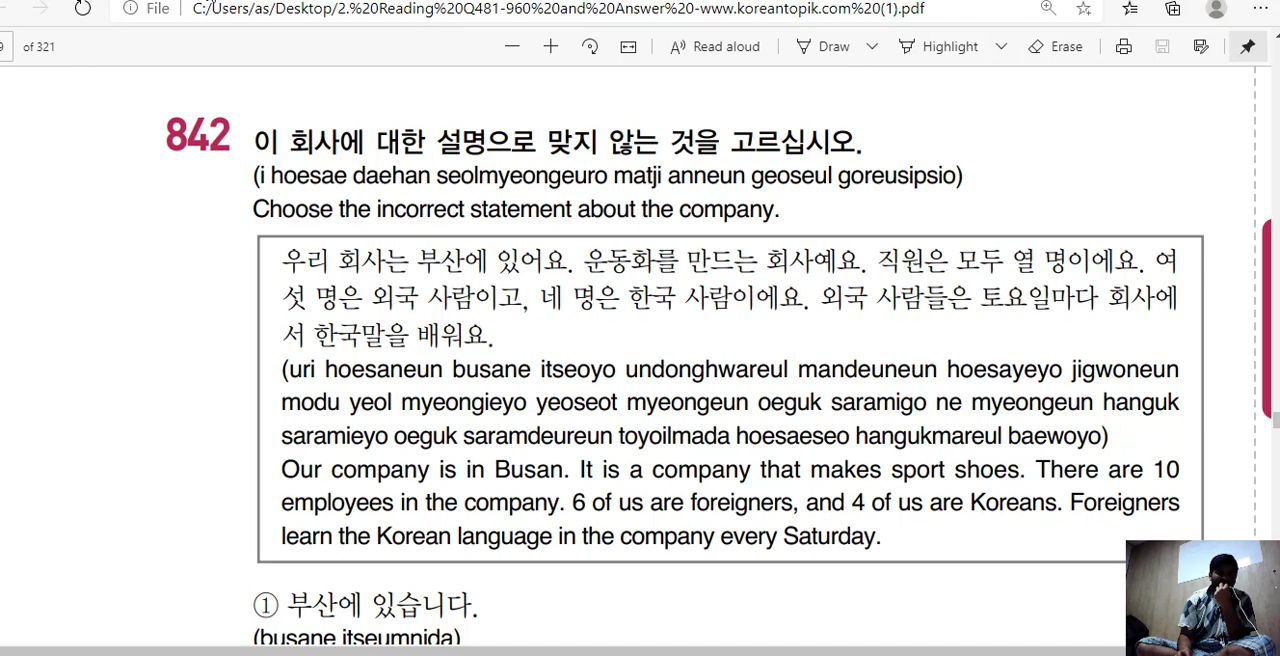 File
C:/Users/as/Desktop/2.%20Reading%20Q481-960%20and%20Answer%20-www.koreantopik.com%20(1).pdf
9 of 321
Read aloud
Draw
Highlight
Erase
842 이 회사에 대한 설명으로 맞지 않는 것을 고르십시오.
(i hoesae daehan seolmyeongeuro matji anneun geoseul goreusipsio)
Choose the incorrect statement about the company.
우리 회사는 부산에 있어요. 운동화를 만드는 회사예요. 직원은 모두 열 명이에요. 여
섯 명은 외국 사람이고, 네 명은 한국 사람이에요. 외국 사람들은 토요일마다 회사에
서 한국말을 배워요.
(uri hoesaneun busane itseoyo undonghwareul mandeuneun hoesayeyo jigwoneun
modu yeol myeongieyo yeoseot myeongeun oeguk saramigo ne myeongeun hanguk
saramieyo oeguk saramdeureun toyoilmada hoesaeseo hangukmareul baewoyo)
Our company is in Busan. It is a company that makes sport shoes. There are 10
employees in the company. 6 of us are foreigners, and 4 of us are Koreans. Foreigners
learn the Korean language in the company every Saturday.
① 부산에 있습니다.
(busane itseumnida)